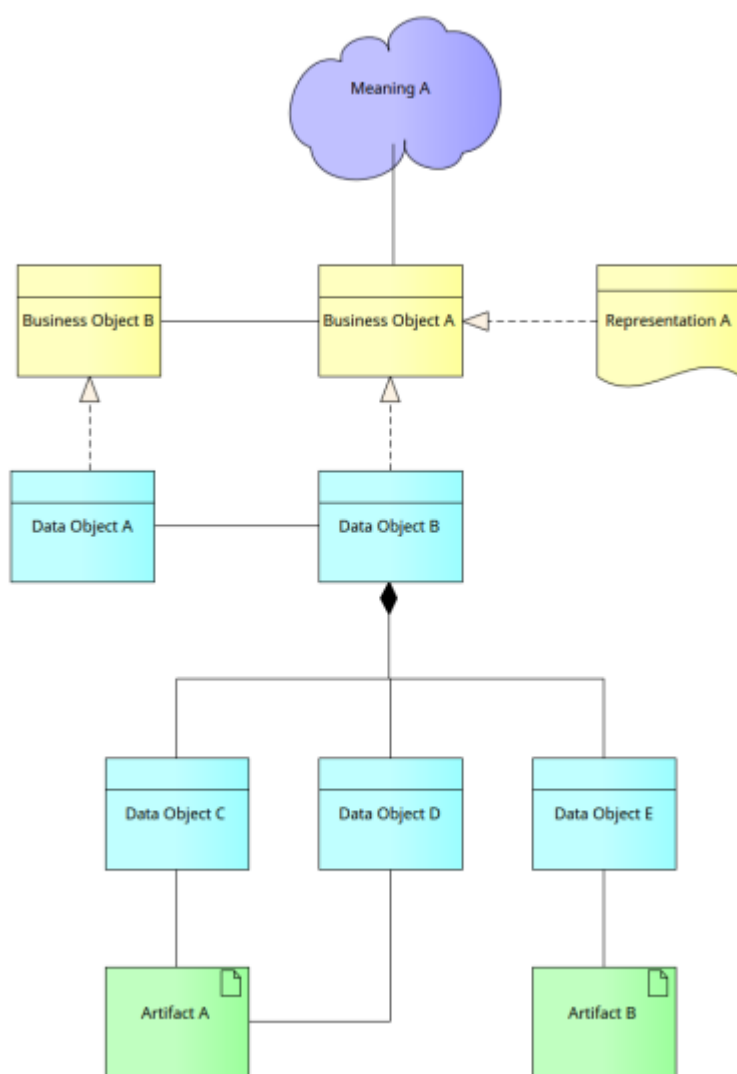 Meaning A
Business Object B
Business Object A
Representation A
Data Object A
Data Object B
Data Object C
Data Object D
Data Object E
Artifact A
Artifact B